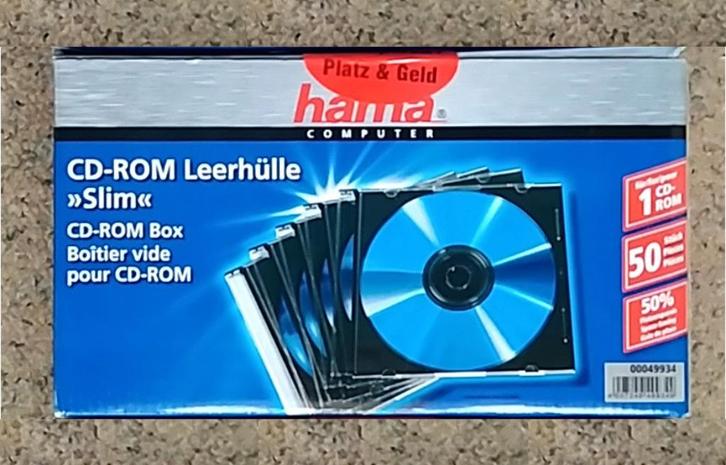 Platz & Geld
hama®
COMPUTER
CD-ROM Leerhülle
»Slim«
CD-ROM Box
Boîtier vide
pour CD-ROM
1 CD-
ROM
50 Stück
50%
00049934